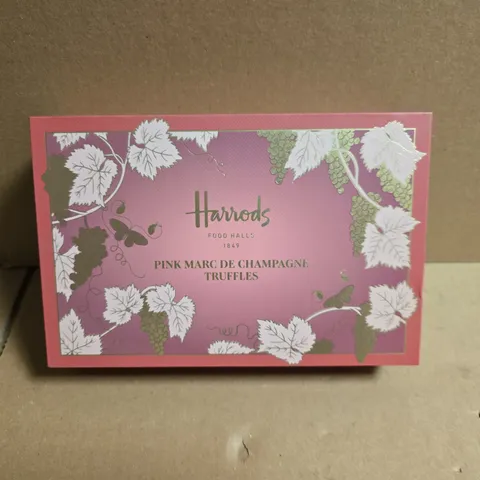 Harrods
FOOD HALLS
1849
PINK MARC DE CHAMPAGNE
TRUFFLES